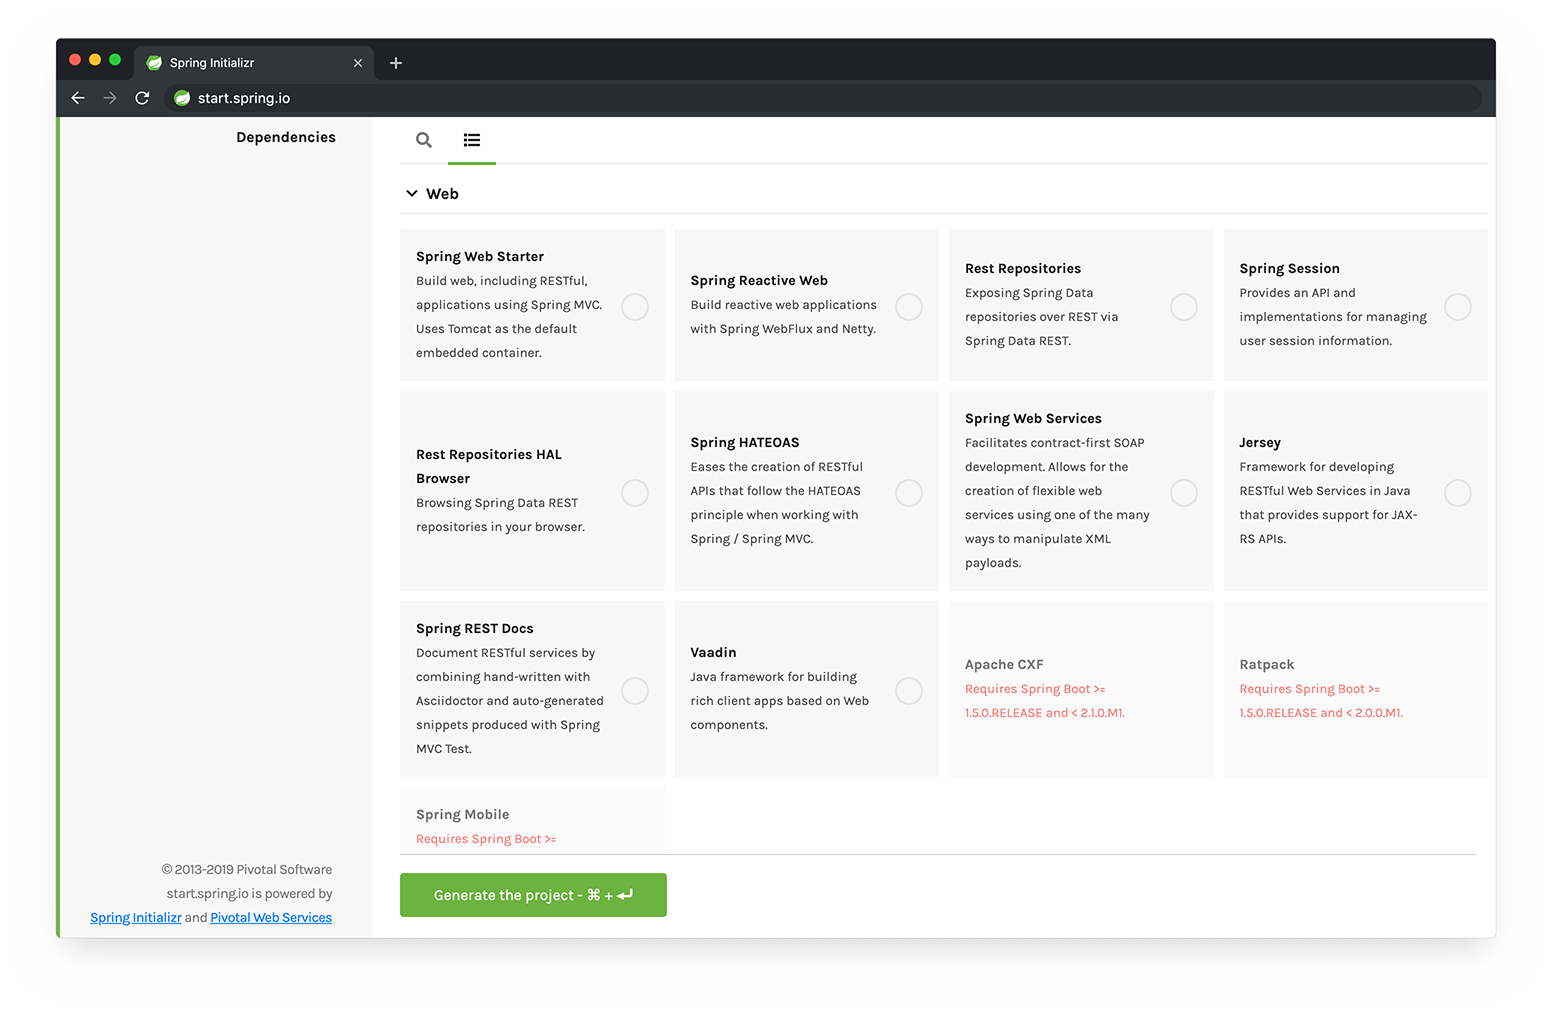 Spring Initializr
start.spring.io
Dependencies
Web
Spring Web Starter
Build web, including RESTful,
applications using Spring MVC.
Uses Tomcat as the default
embedded container.
Spring Reactive Web
Build reactive web applications
with Spring WebFlux and Netty.
Rest Repositories
Exposing Spring Data
repositories over REST via
Spring Data REST.
Spring Session
Provides an API and
implementations for managing
user session information.
Rest Repositories HAL
Browser
Browsing Spring Data REST
repositories in your browser.
Spring HATEOAS
Eases the creation of RESTful
APIs that follow the HATEOAS
principle when working with
Spring / Spring MVC.
Spring Web Services
Facilitates contract-first SOAP
development. Allows for the
creation of flexible web
services using one of the many
ways to manipulate XML
payloads.
Jersey
Framework for developing
RESTful Web Services in Java
that provides support for JAX-
RS APIs.
Spring REST Docs
Document RESTful services by
combining hand-written with
Asciidoctor and auto-generated
snippets produced with Spring
MVC Test.
Vaadin
Java framework for building
rich client apps based on Web
components.
Apache CXF
Requires Spring Boot >=
1.5.0.RELEASE and < 2.1.0.M1.
Ratpack
Requires Spring Boot >=
1.5.0.RELEASE and < 2.0.0.M1.
Spring Mobile
Requires Spring Boot >=
© 2013-2019 Pivotal Software
start.spring.io is powered by
Spring Initializr and Pivotal Web Services
Generate the project - ⌘ + ↵